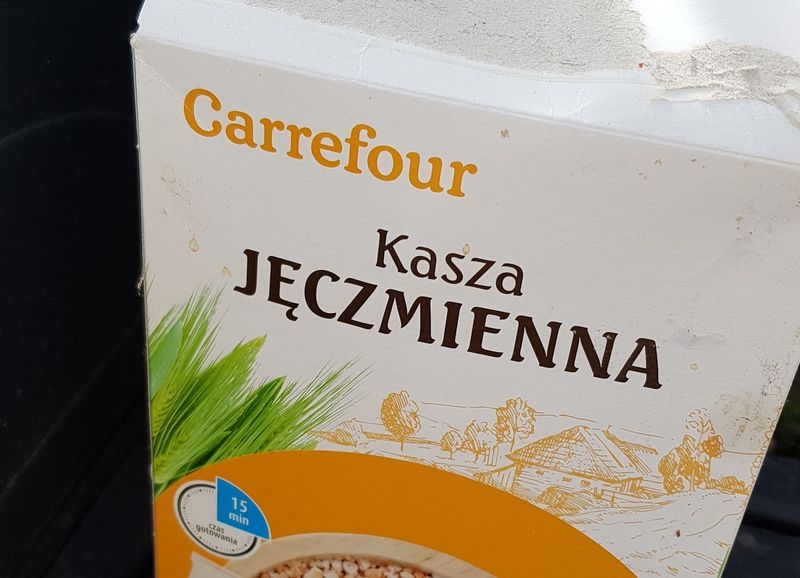 Carrefour
Kasza
JĘCZMIENNA
15
min
czas
gotowania